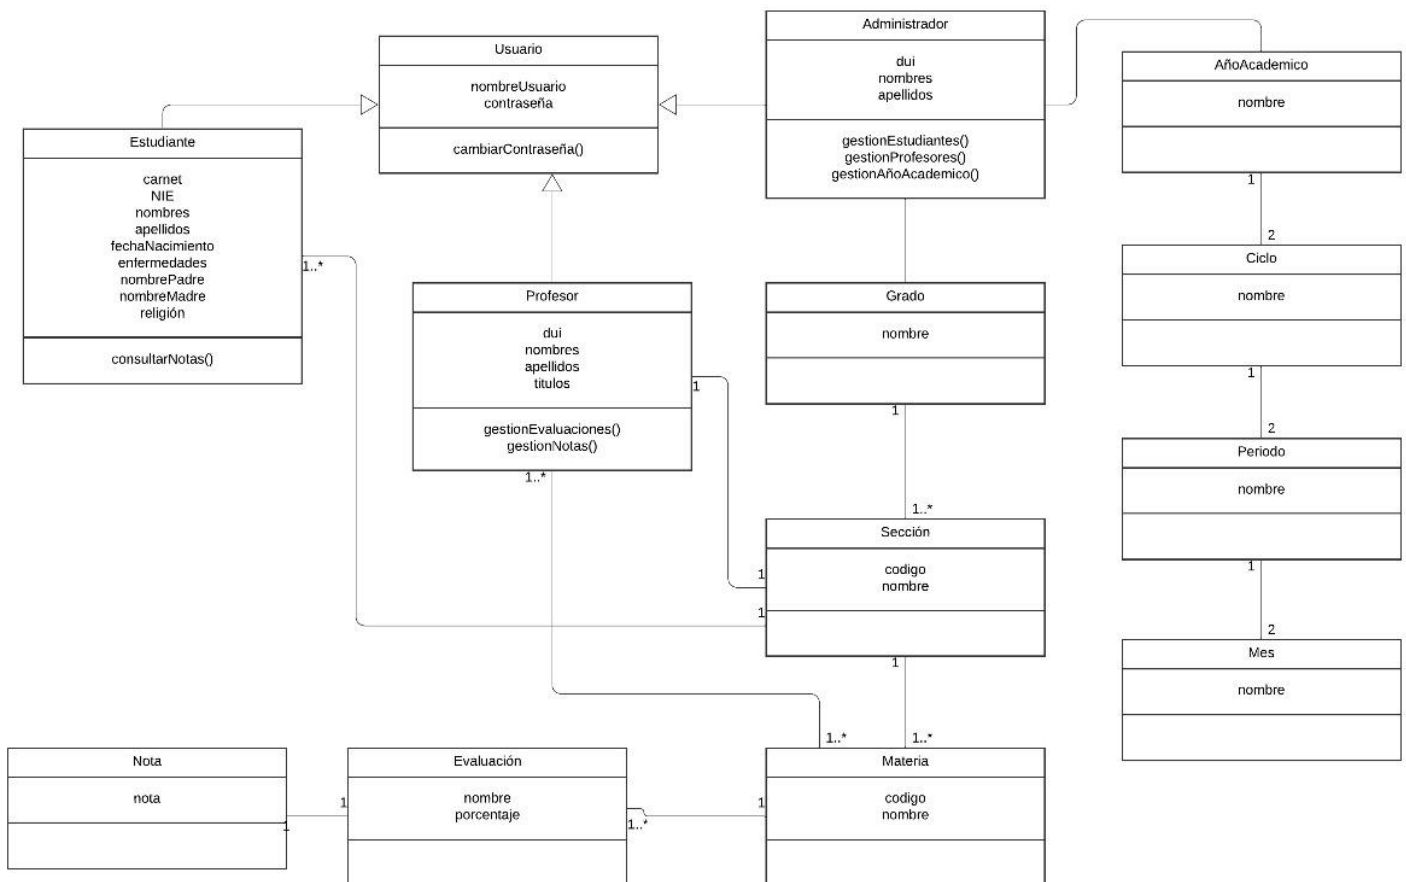 Usuario
nombreUsuario
contraseña
cambiarContraseña()
Administrador
dui
nombres
apellidos
gestionEstudiantes()
gestionProfesores()
gestionAñoAcademico()
AñoAcademico
nombre
1
2
Estudiante
carnet
NIE
nombres
apellidos
fechaNacimiento
enfermedades
nombrePadre
nombreMadre
religión
consultarNotas()
1..*
Profesor
dui
nombres
apellidos
titulos
gestionEvaluaciones()
gestionNotas()
1
1..*
Grado
nombre
1
1..*
Ciclo
nombre
1
2
Periodo
nombre
1
2
Sección
codigo
nombre
1
1
1
1..*
1..*
Mes
nombre
Nota
nota
1
1
Evaluación
nombre
porcentaje
1..*
1
Materia
codigo
nombre